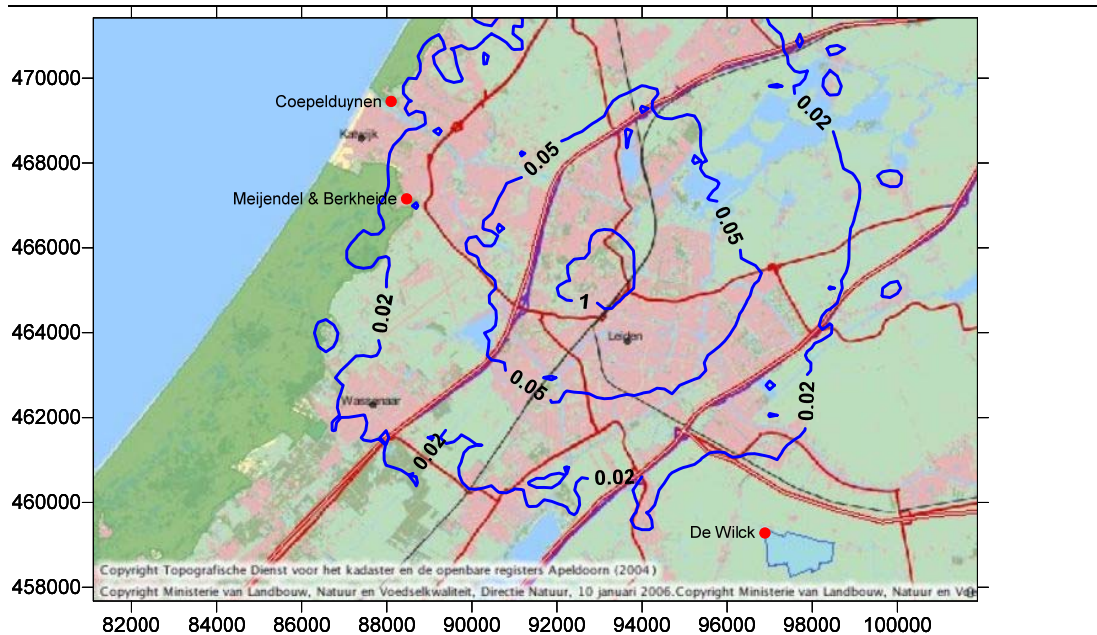 470000
468000
466000
464000
462000
460000
458000
Coepelduynen
Katwijk
Meijendel & Berkheide
0.05
0.02
0.05
1
0.02
Leiden
0.05
Wassenaar
0.02
0.02
0.02
De Wilck
Copyright Topografische Dienst voor het kadaster en de openbare registers Apeldoorn (2004)
Copyright Ministerie van Landbouw, Natuur en Voedselkwaliteit, Directie Natuur, 10 januari 2006.Copyright Ministerie van Landbouw, Natuur en
82000 84000 86000 88000 90000 92000 94000 96000 98000 100000